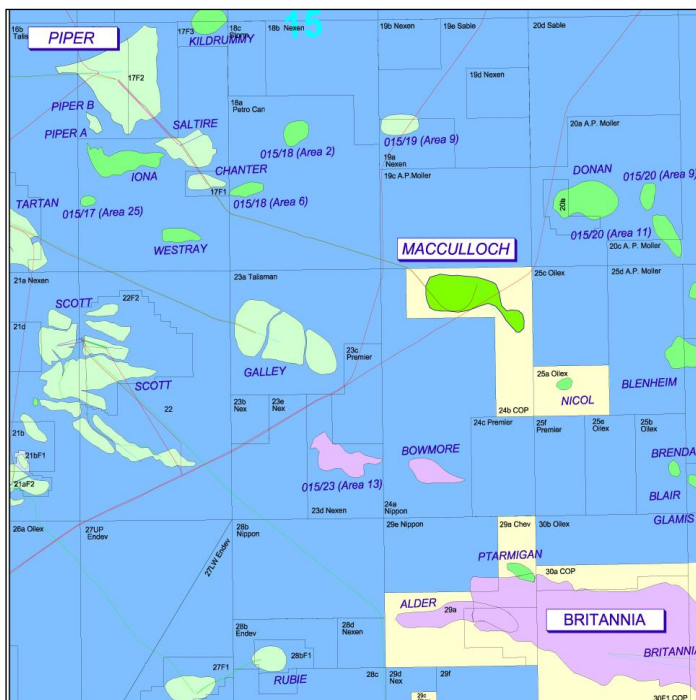 16b
Talis
PIPER
17F3
KILDRUMMY
18c
18b Nexen
15
19b Nexen
19e Sable
20d Sable
17F2
19d Nexen
PIPER B
PIPER A
SALTIRE
18a
Petro Can
015/18 (Area 2)
015/19 (Area 9)
19a
Nexen
20a A.P. Moller
IONA
CHANTER
17F1
19c A.P.Moller
DONAN
015/20 (Area 9)
20b
TARTAN
015/17 (Area 25)
015/18 (Area 6)
015/20 (Area 11)
20c A.P. Moller
WESTRAY
MACCULLOCH
21a Nexen
23a Talisman
25c Oilex
25d A.P. Moller
SCOTT
22F2
21d
GALLEY
23c
Premier
SCOTT
22
23b
Nex
23e
Nex
24b COP
25a Oilex
NICOL
BLENHEIM
21b
24c Premier
25f
Premier
25e
Oilex
25b
Oilex
21bF1
BOWMORE
BRENDA
21aF2
015/23 (Area 13)
BLAIR
23d Nexen
24a
Nippon
GLAMIS
26a Oilex
27UP
Endev
28b
Nippon
29e Nippon
29a Chev
30b Oilex
27LW Endev
PTARMIGAN
30a COP
ALDER
29a
BRITANNIA
28b
Endev
28d
Nexen
BRITANNIA
28bF1
27F1
RUBIE
28c
29d
Nex
29f
29c
30F1 COP